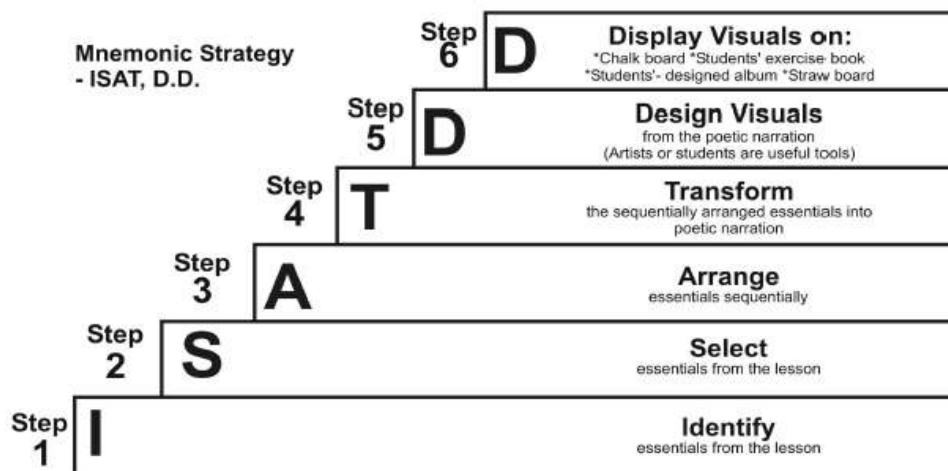 Mnemonic Strategy
- ISAT, D.D.
Step
6
D
Display Visuals on:
*Chalk board *Students' exercise book
*Students'- designed album *Straw board
Step
5
D
Design Visuals
from the poetic narration
(Artists or students are useful tools)
Step
4
T
Transform
the sequentially arranged essentials into
poetic narration
Step
3
A
Arrange
essentials sequentially
Step
2
S
Select
essentials from the lesson
Step
1
I
Identify
essentials from the lesson